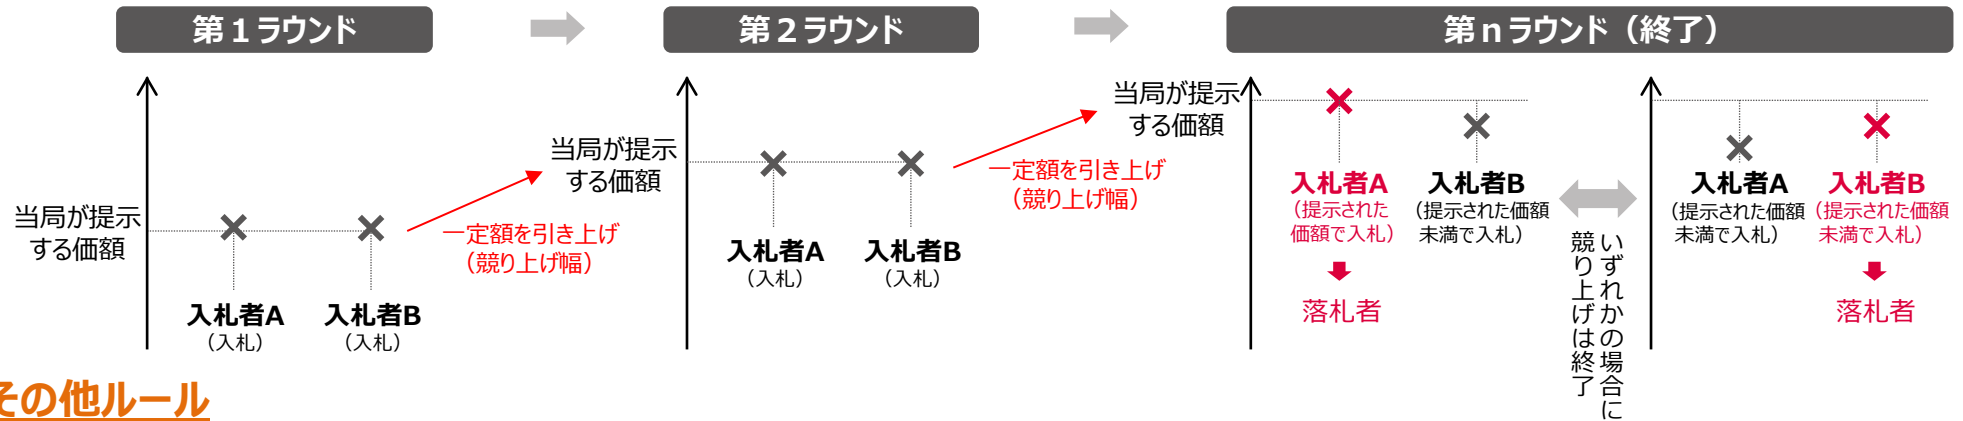 第１ラウンド
第２ラウンド
第ｎラウンド（終了）
当局が提示
する価額
入札者A
（入札）
入札者B
（入札）
一定額を引き上げ
（競り上げ幅）
当局が提示
する価額
入札者A
（入札）
入札者B
（入札）
一定額を引き上げ
（競り上げ幅）
当局が提示
する価額
入札者A
（提示された
価額で入札）
落札者
入札者B
（提示された価額
未満で入札）
いずれかの場合に
競り上げは終了
入札者A
（提示された価額
未満で入札）
入札者B
（提示された価額
未満で入札）
落札者
その他ルール